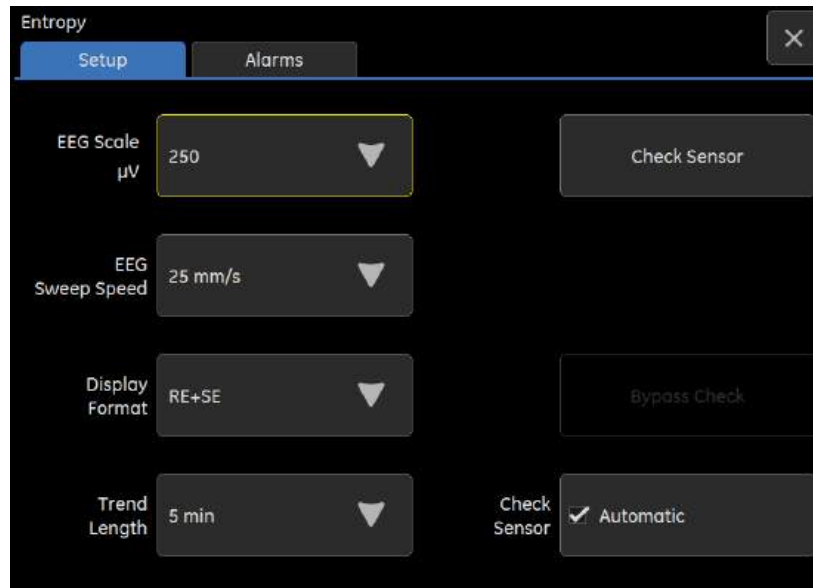 Entropy
Setup
Alarms
EEG Scale
µV
250
Check Sensor
EEG
Sweep Speed
25 mm/s
Display
Format
RE+SE
Bypass Check
Trend
Length
5 min
Check
Sensor
Automatic